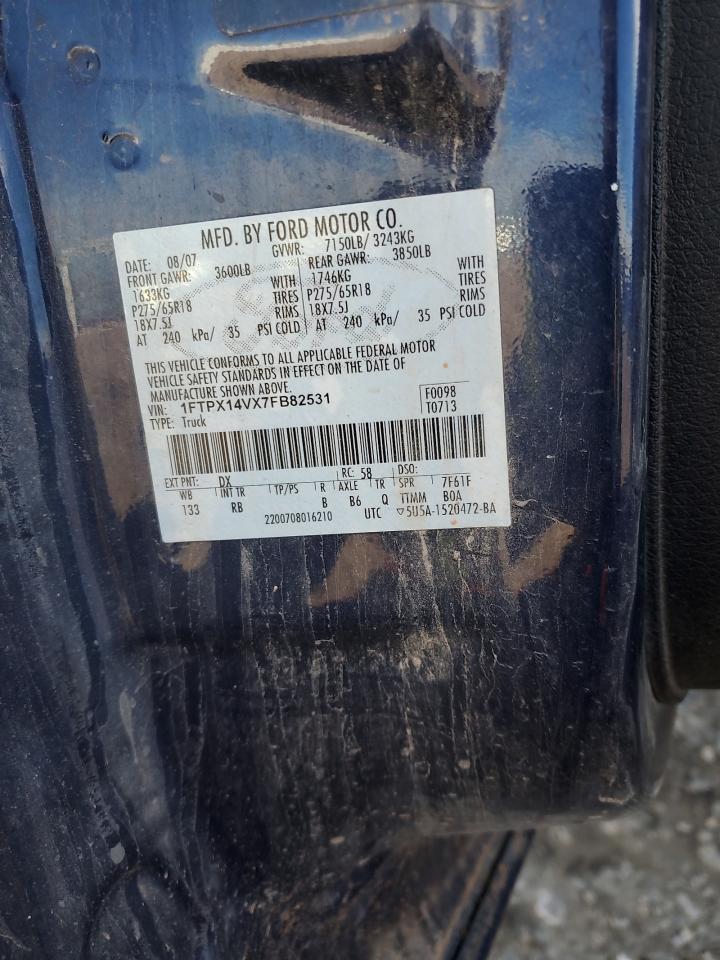 MFD. BY FORD MOTOR CO.
DATE: 08/07 GVWR: 7150LB/ 3243KG
FRONT GAWR: 3600LB REAR GAWR: 3850LB
1633KG WITH 1746KG WITH
P275/65R18 TIRES P275/65R18 TIRES
18X7.5J RIMS 18X7.5J RIMS
AT 240 kPa/ 35 PSI COLD AT 240 kPa/ 35 PSI COLD
Ford
THIS VEHICLE CONFORMS TO ALL APPLICABLE FEDERAL MOTOR
VEHICLE SAFETY STANDARDS IN EFFECT ON THE DATE OF
MANUFACTURE SHOWN ABOVE.
VIN: 1FTPX14VX7FB82531 F0098
TYPE: Truck T0713
EXT PNT: DX RC: 58 DSO:
WB INT TR TP/PS R AXLE TR SPR 7F61F
133 RB B B6 Q TTMM BOA
2200708016210 UTC ▽5U5A-1520472-BA